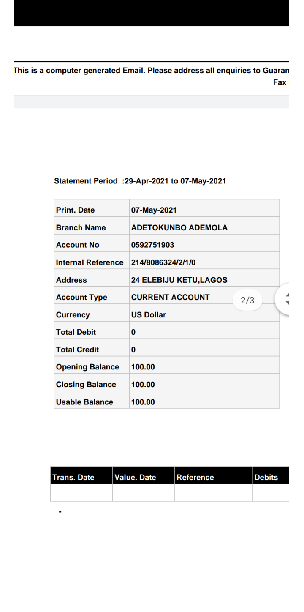 This is a computer generated Email. Please address all enquiries to Guaran
Fax
Statement Period :29-Apr-2021 to 07-May-2021
Print. Date 07-May-2021
Branch Name ADETOKUNBO ADEMOLA
Account No 0592751903
Internal Reference 214/8086324/2/1/0
Address 24 ELEBIJU KETU,LAGOS
Account Type CURRENT ACCOUNT
2/3
Currency US Dollar
Total Debit 0
Total Credit 0
Opening Balance 100.00
Closing Balance 100.00
Usable Balance 100.00
Trans. Date Value. Date Reference Debits